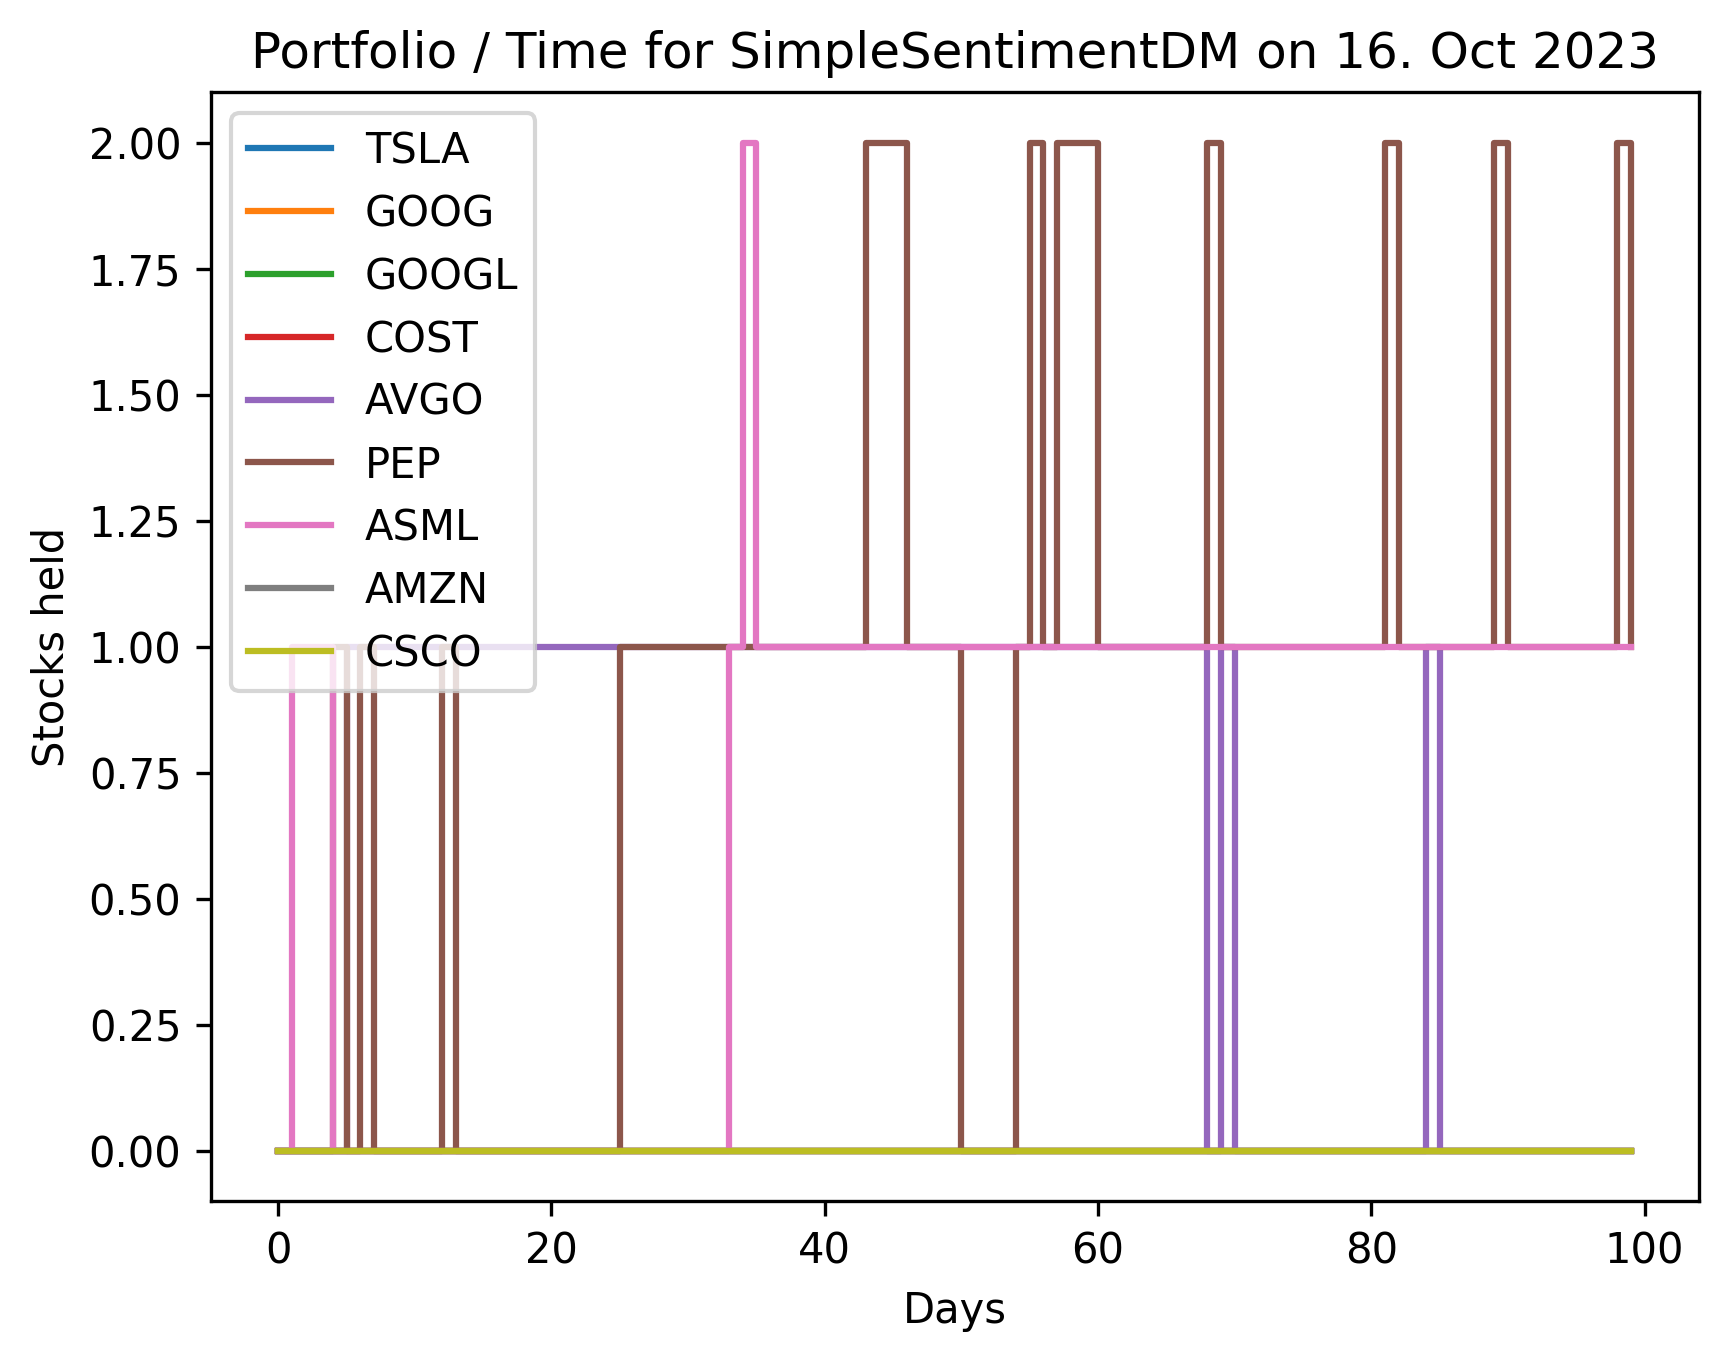 Portfolio / Time for SimpleSentimentDM on 16. Oct 2023
TSLA
GOOG
GOOGL
COST
AVGO
PEP
ASML
AMZN
CSCO
2.00
1.75
1.50
1.25
1.00
0.75
0.50
0.25
0.00
Stocks held
0 20 40 60 80 100
Days